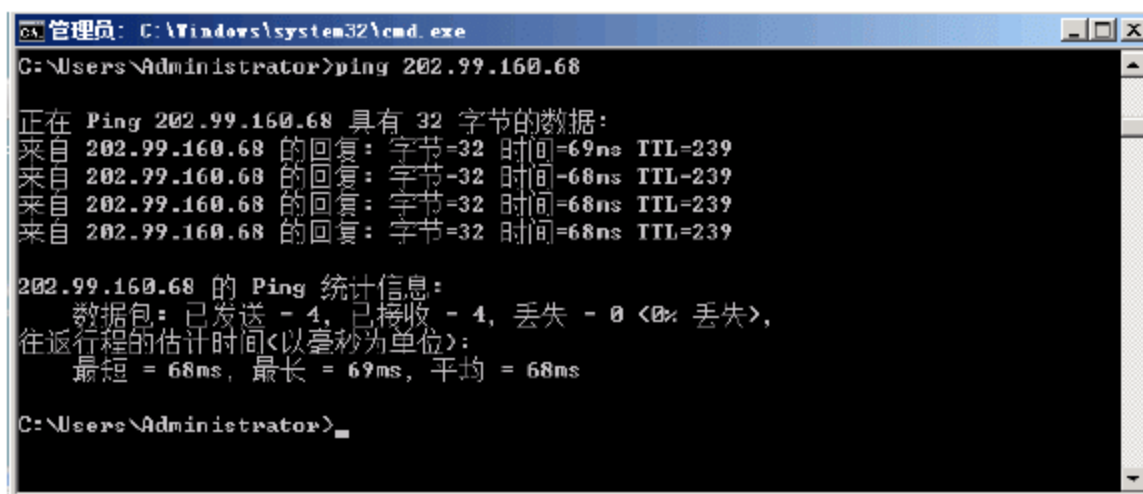 管理员: C:\Windows\system32\cmd.exe
C:\Users\Administrator>ping 202.99.160.68
正在 Ping 202.99.160.68 具有 32 字节的数据:
来自 202.99.160.68 的回复: 字节=32 时间=69ms TTL=239
来自 202.99.160.68 的回复: 字节=32 时间=68ms TTL=239
来自 202.99.160.68 的回复: 字节=32 时间=68ms TTL=239
来自 202.99.160.68 的回复: 字节=32 时间=68ms TTL=239
202.99.160.68 的 Ping 统计信息:
数据包: 已发送 = 4, 已接收 = 4, 丢失 = 0 <0% 丢失>,
往返行程的估计时间<以毫秒为单位>:
最短 = 68ms, 最长 = 69ms, 平均 = 68ms
C:\Users\Administrator>